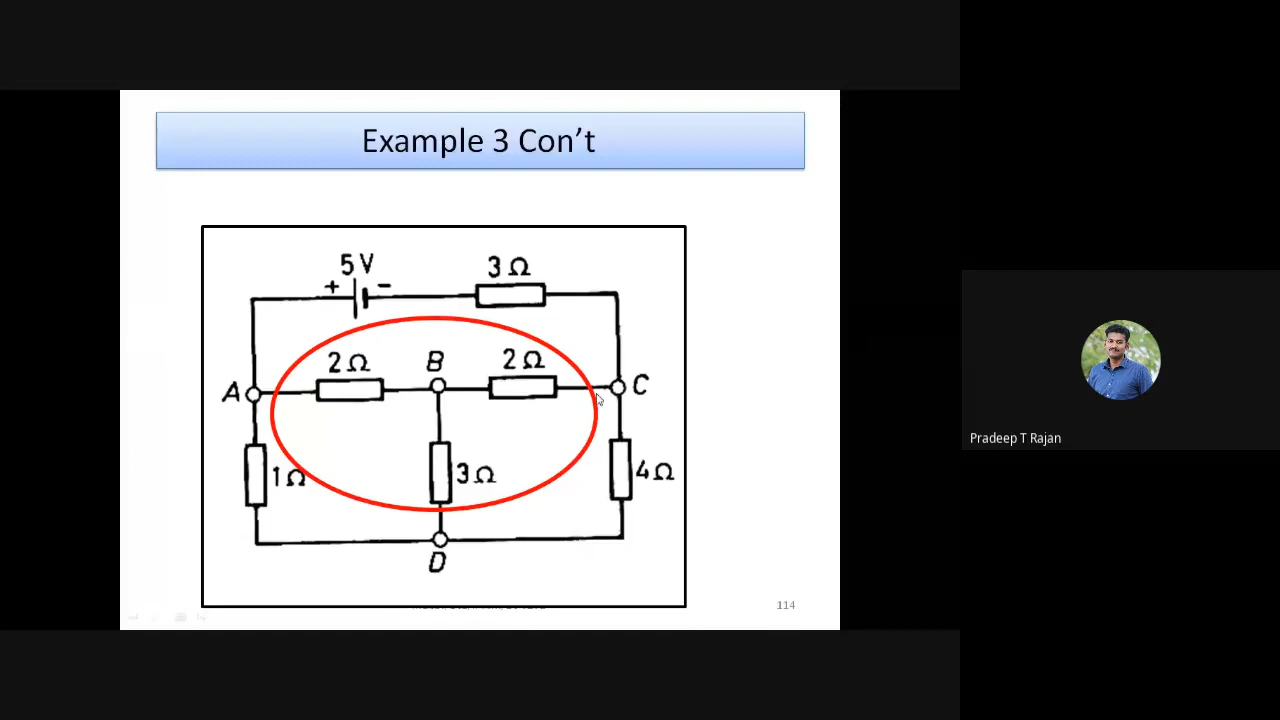 Example 3 Con't
5 V
3 Ω
+ -
2 Ω
B
2 Ω
A
C
1 Ω
3 Ω
4 Ω
D
114
Pradeep T Rajan